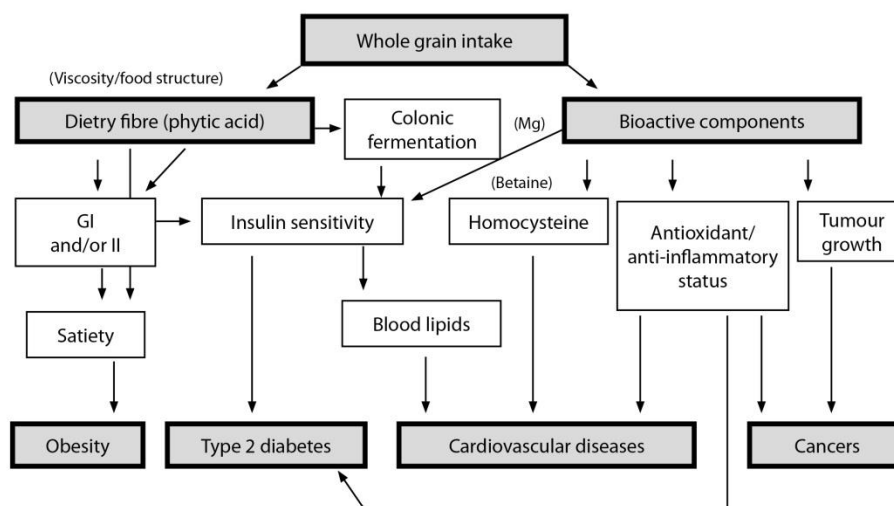 Whole grain intake
(Viscosity/food structure)
Dietry fibre (phytic acid)
Colonic
fermentation
(Mg)
Bioactive components
GI
and/or II
Insulin sensitivity
(Betaine)
Homocysteine
Antioxidant/
anti-inflammatory
status
Tumour
growth
Satiety
Blood lipids
Obesity
Type 2 diabetes
Cardiovascular diseases
Cancers